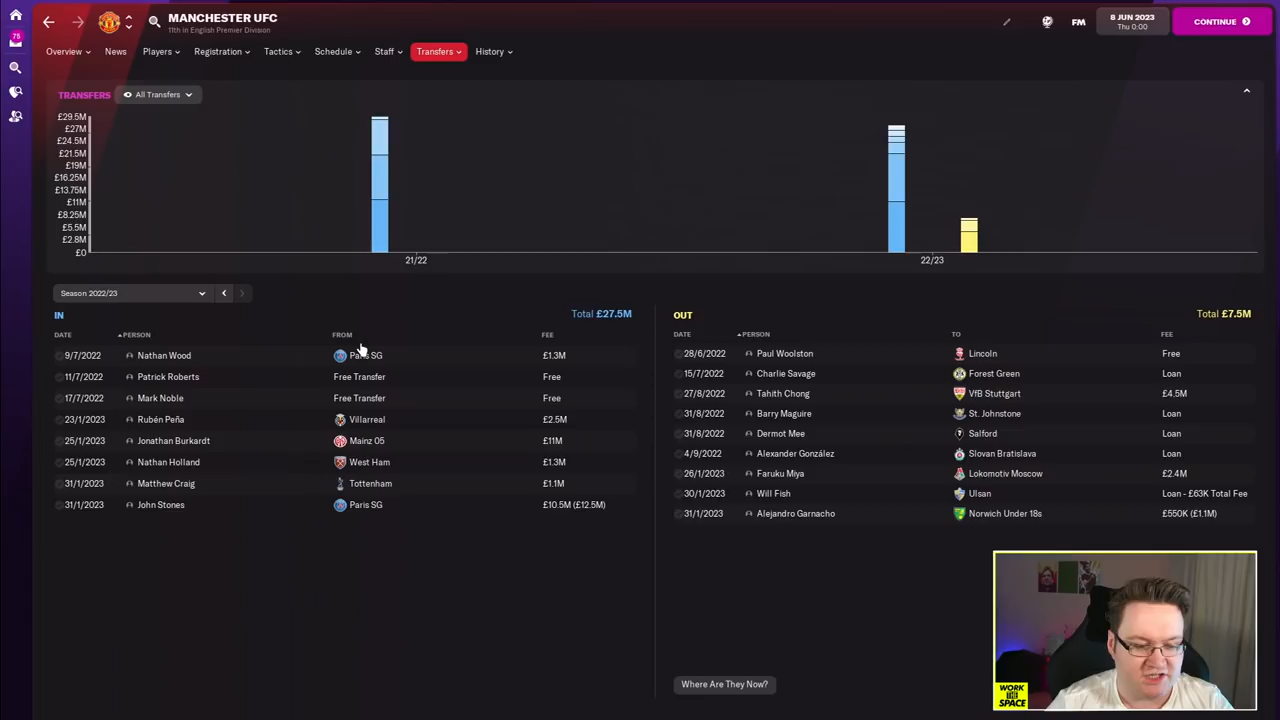 MANCHESTER UFC
11th in English Premier Division
FM
8 JUN 2023
Thu 0:00
CONTINUE
75
Overview
News
Players
Registration
Tactics
Schedule
Staff
Transfers
History
TRANSFERS
All Transfers
£29.5M
£27M
£24.5M
£21.5M
£19M
£16.25M
£13.75M
£11M
£8.25M
£5.5M
£2.8M
£0
21/22
22/23
Season 2022/23
IN
Total £27.5M
DATE PERSON FROM FEE
9/7/2022 Nathan Wood Paris SG £1.3M
11/7/2022 Patrick Roberts Free Transfer Free
17/7/2022 Mark Noble Free Transfer Free
23/1/2023 Rubén Peña Villarreal £2.5M
25/1/2023 Jonathan Burkardt Mainz 05 £11M
25/1/2023 Nathan Holland West Ham £1.3M
31/1/2023 Matthew Craig Tottenham £1.1M
31/1/2023 John Stones Paris SG £10.5M (£12.5M)
OUT
Total £7.5M
DATE PERSON TO FEE
28/6/2022 Paul Woolston Lincoln Free
15/7/2022 Charlie Savage Forest Green Loan
27/8/2022 Tahith Chong VfB Stuttgart £4.5M
31/8/2022 Barry Maguire St. Johnstone Loan
31/8/2022 Dermot Mee Salford Loan
4/9/2022 Alexander González Slovan Bratislava Loan
26/1/2023 Faruku Miya Lokomotiv Moscow £2.4M
30/1/2023 Will Fish Ulsan Loan - £63K Total Fee
31/1/2023 Alejandro Garnacho Norwich Under 18s £550K (£1.1M)
Where Are They Now?
WORK
THE
SPACE